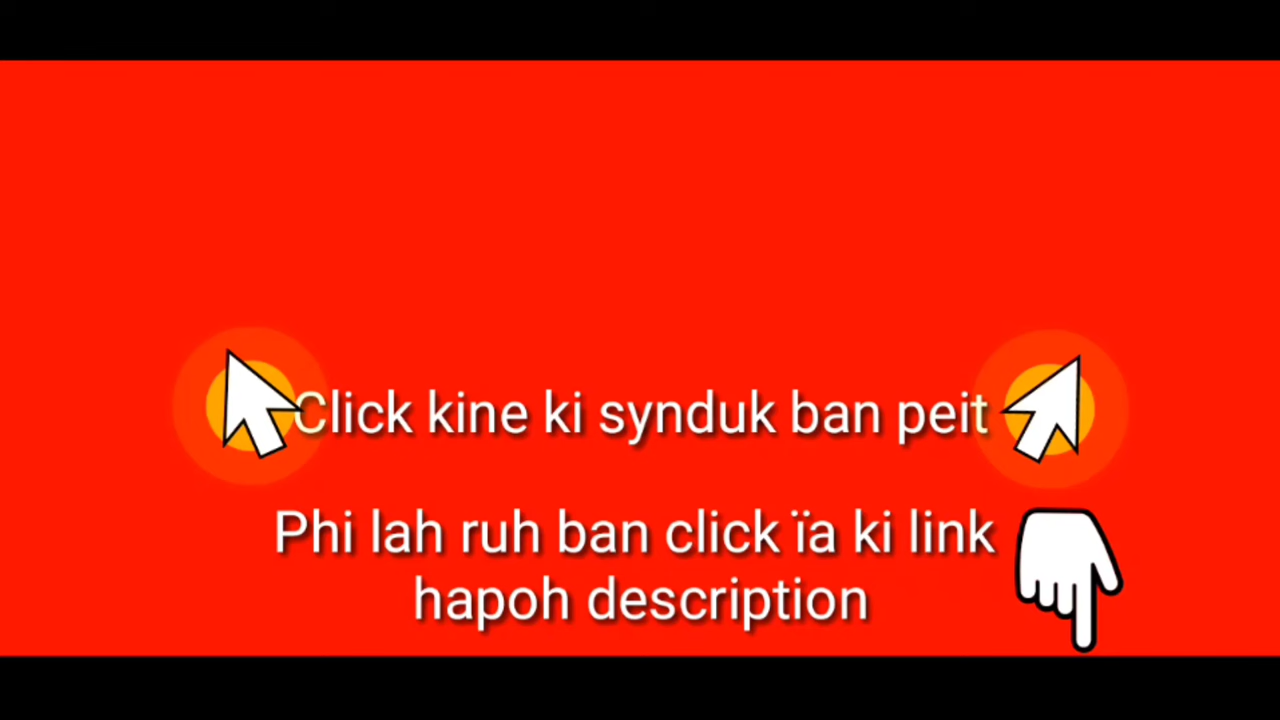 Click kine ki synduk ban peit
Phi lah ruh ban click ïa ki link
hapoh description